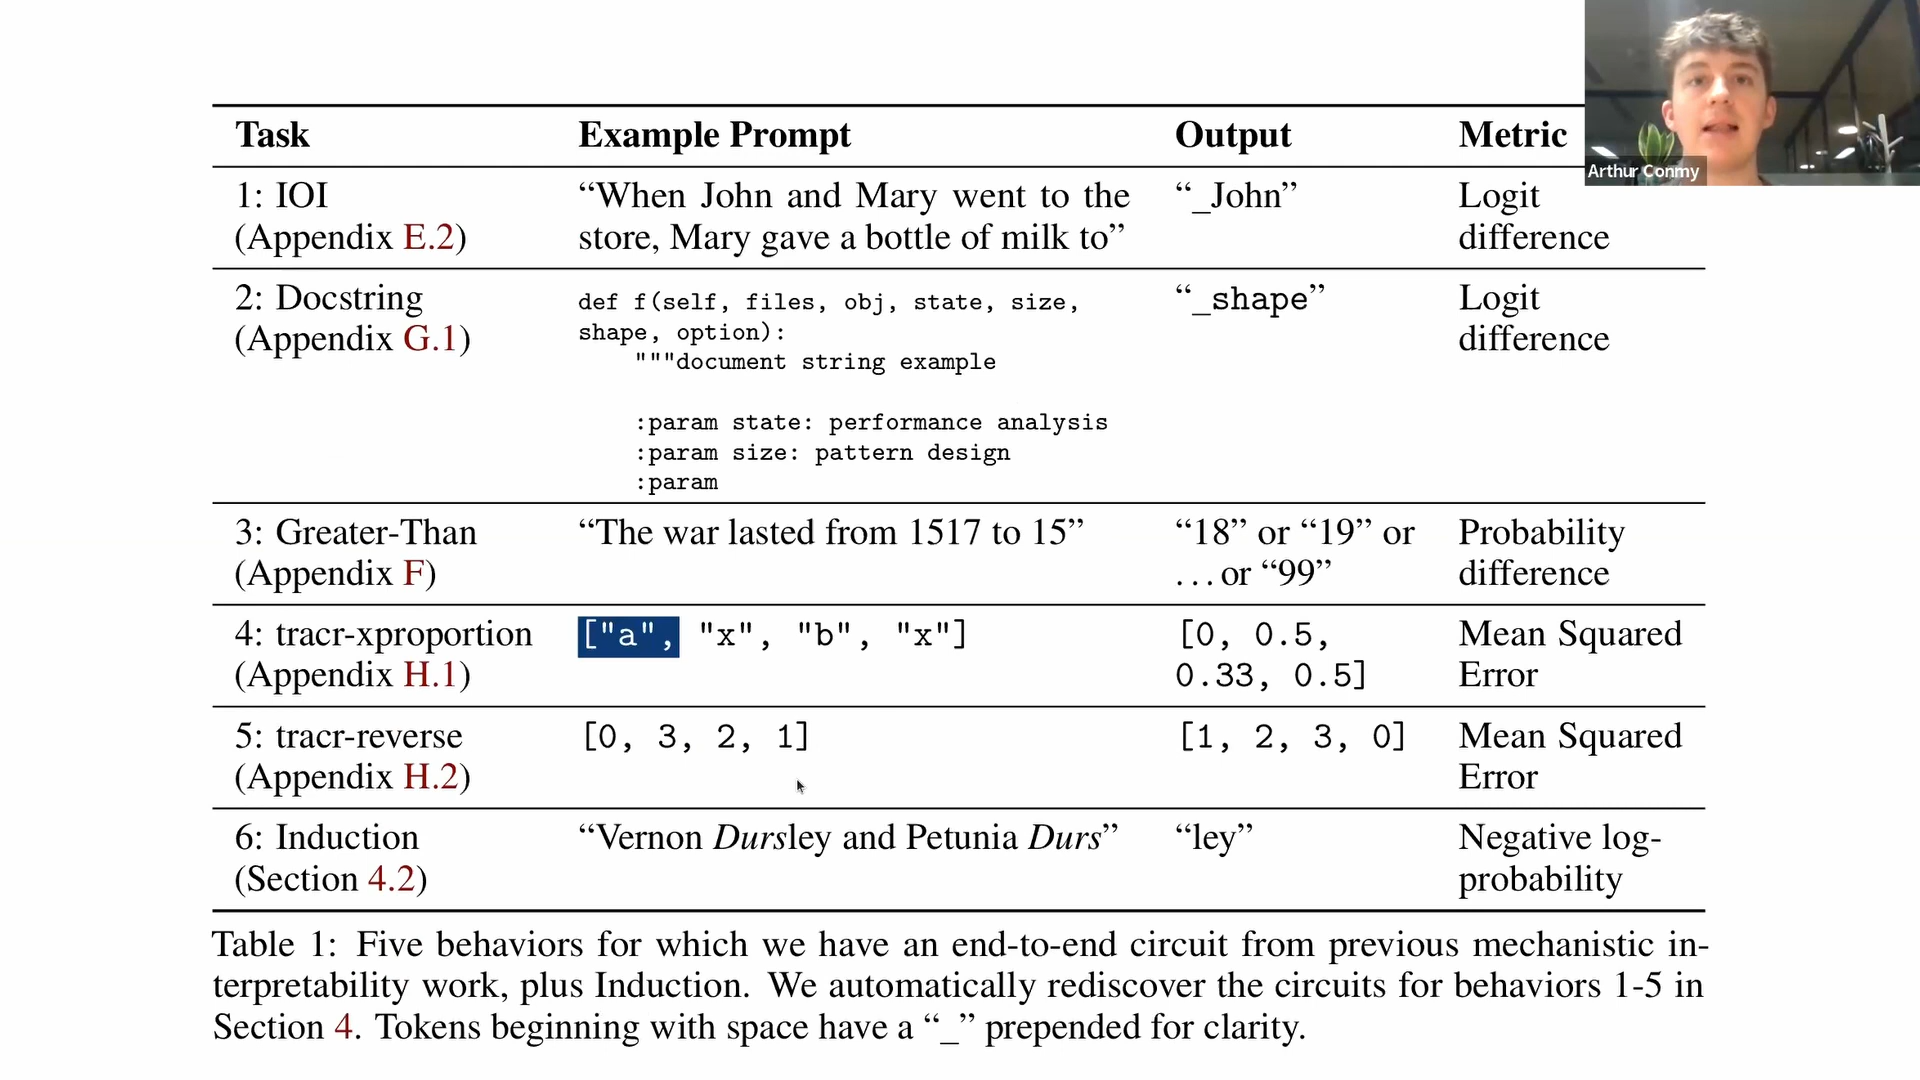 Task Example Prompt Output Metric
Arthur Conmy
1: IOI “When John and Mary went to the “_John” Logit
(Appendix E.2) store, Mary gave a bottle of milk to” difference
2: Docstring def f(self, files, obj, state, size, “_shape” Logit
(Appendix G.1) shape, option): difference
"""document string example
:param state: performance analysis
:param size: pattern design
:param
3: Greater-Than “The war lasted from 1517 to 15” “18” or “19” or Probability
(Appendix F) ...or “99” difference
4: tracr-xproportion ["a", "x", "b", "x"] [0, 0.5, Mean Squared
(Appendix H.1) 0.33, 0.5] Error
5: tracr-reverse [0, 3, 2, 1] [1, 2, 3, 0] Mean Squared
(Appendix H.2) Error
6: Induction “Vernon Dursley and Petunia Durs” “ley” Negative log-
(Section 4.2) probability
Table 1: Five behaviors for which we have an end-to-end circuit from previous mechanistic in-
terpretability work, plus Induction. We automatically rediscover the circuits for behaviors 1-5 in
Section 4. Tokens beginning with space have a “_” prepended for clarity.